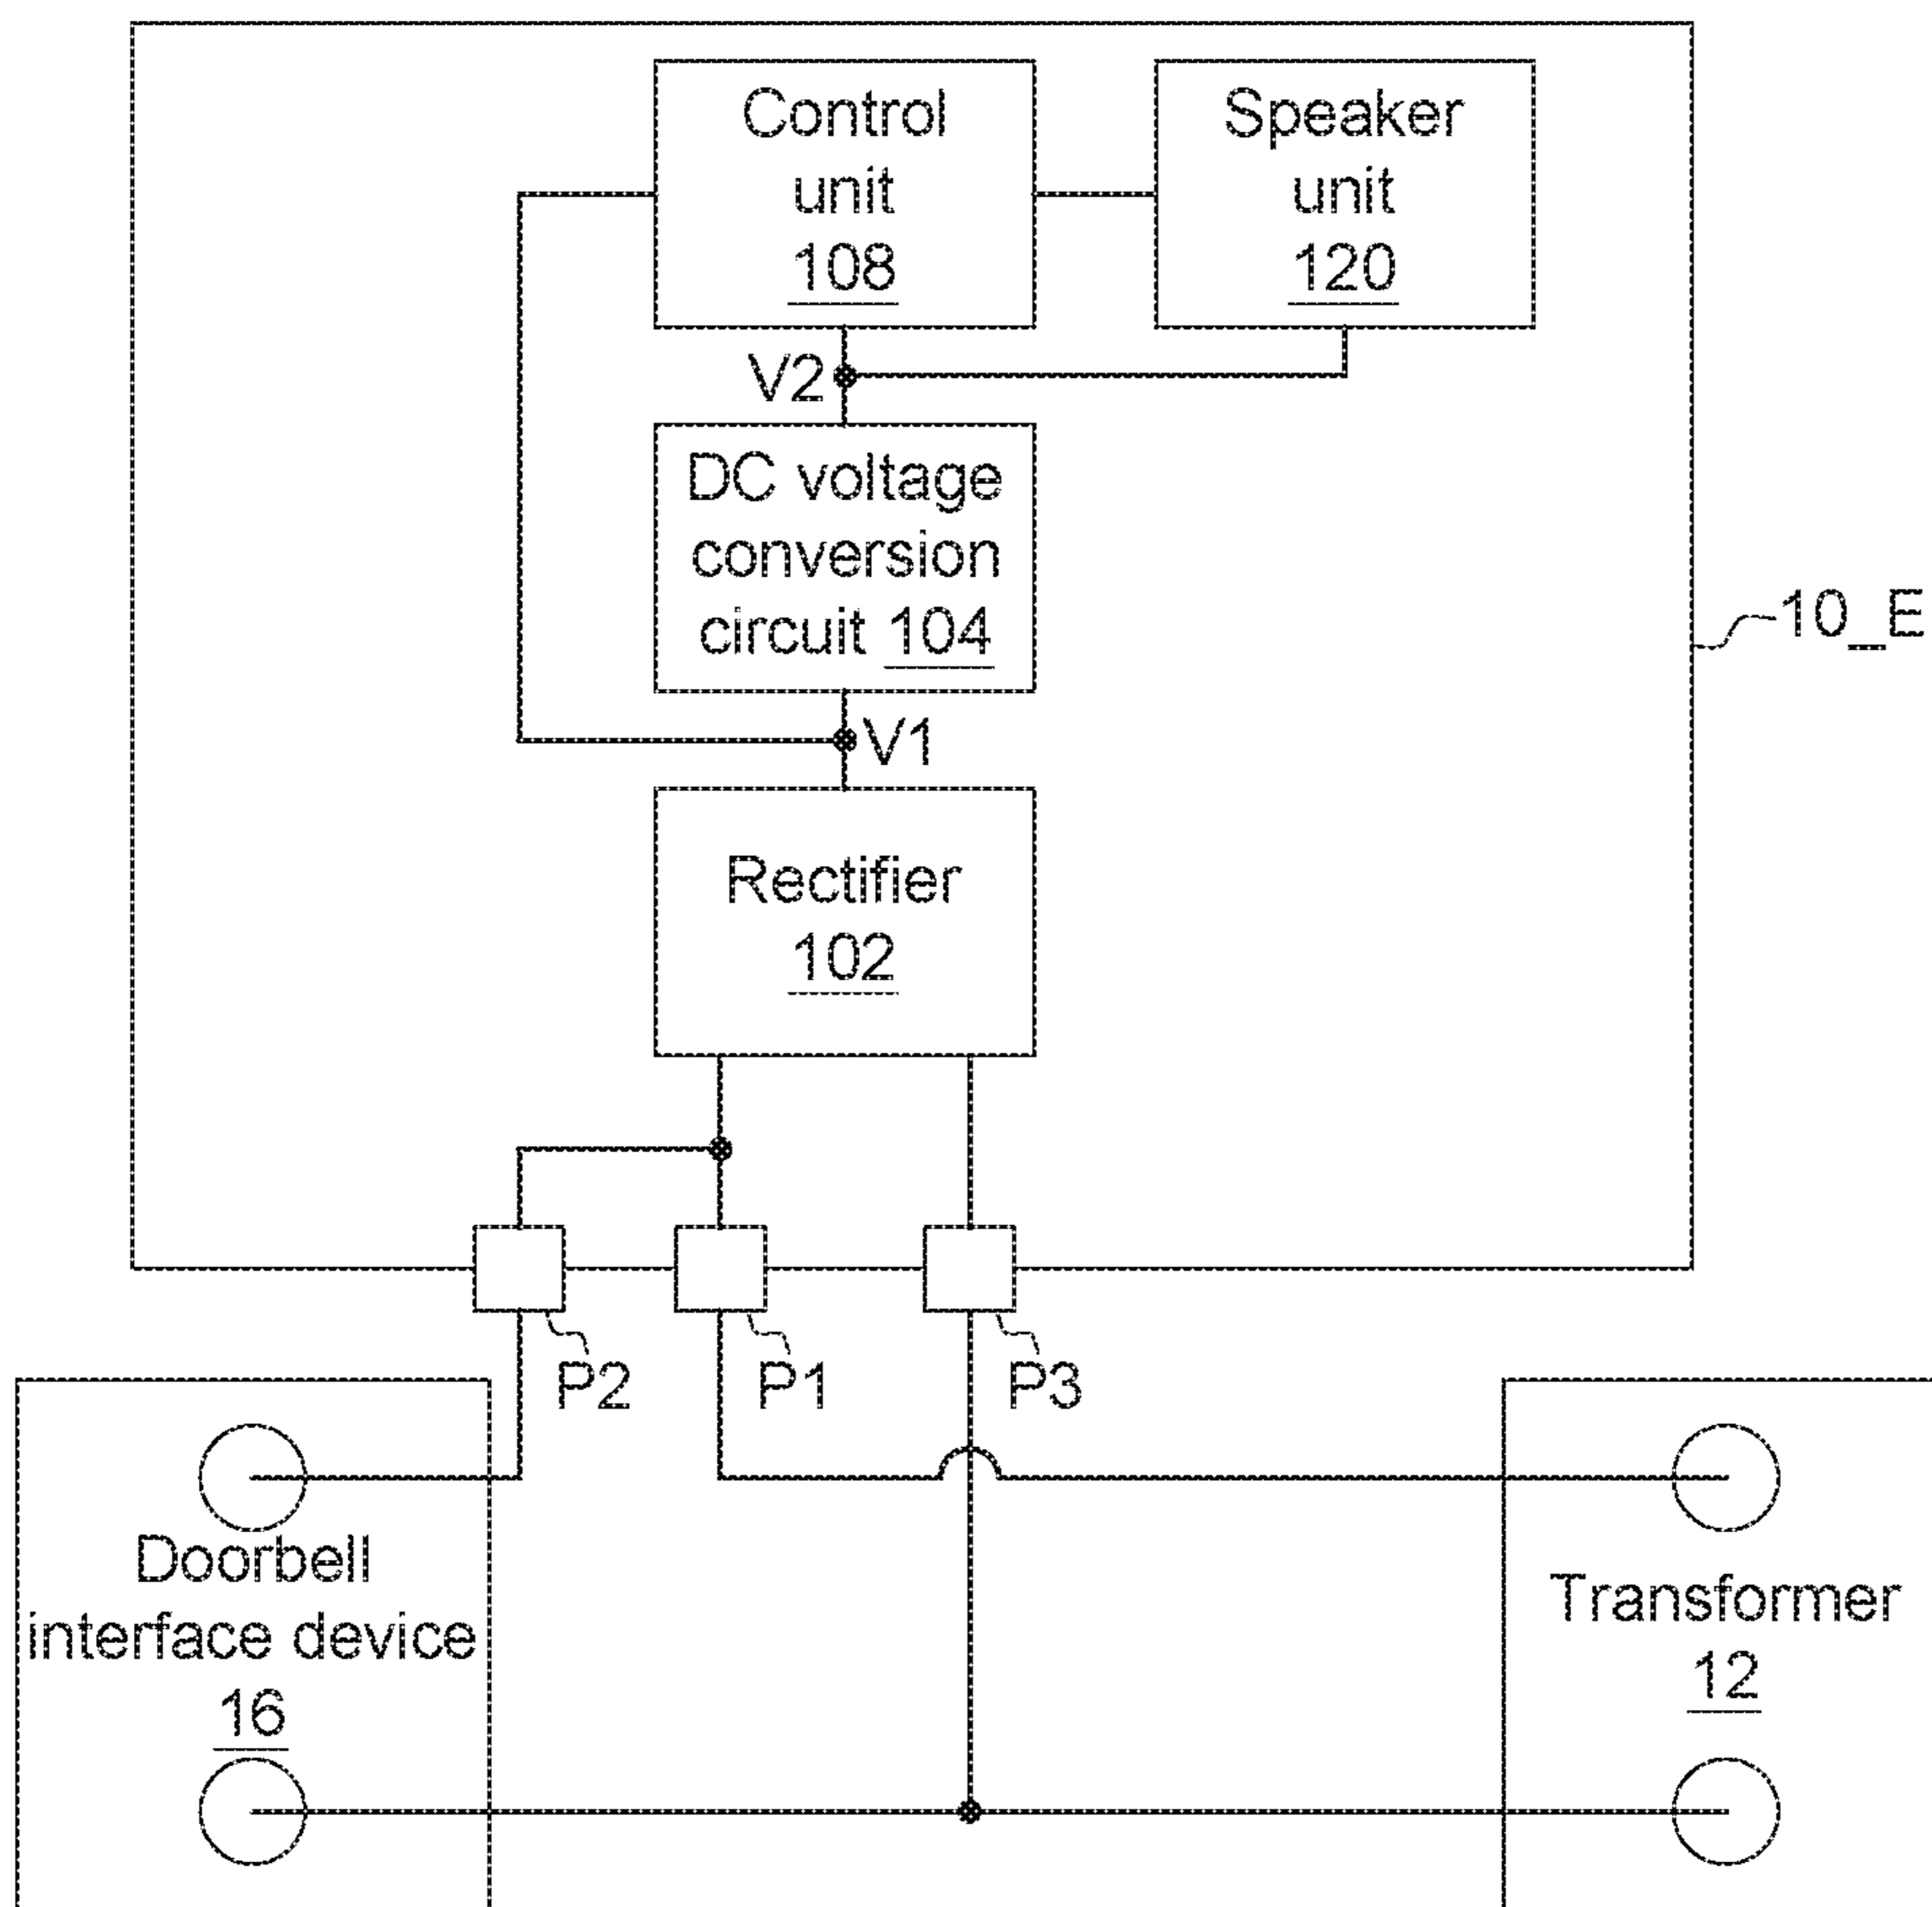 Control
unit
108
Speaker
unit
120
V2
DC voltage
conversion
circuit 104
10_E
V1
Rectifier
102
P2
P1
P3
Doorbell
interface device
16
Transformer
12